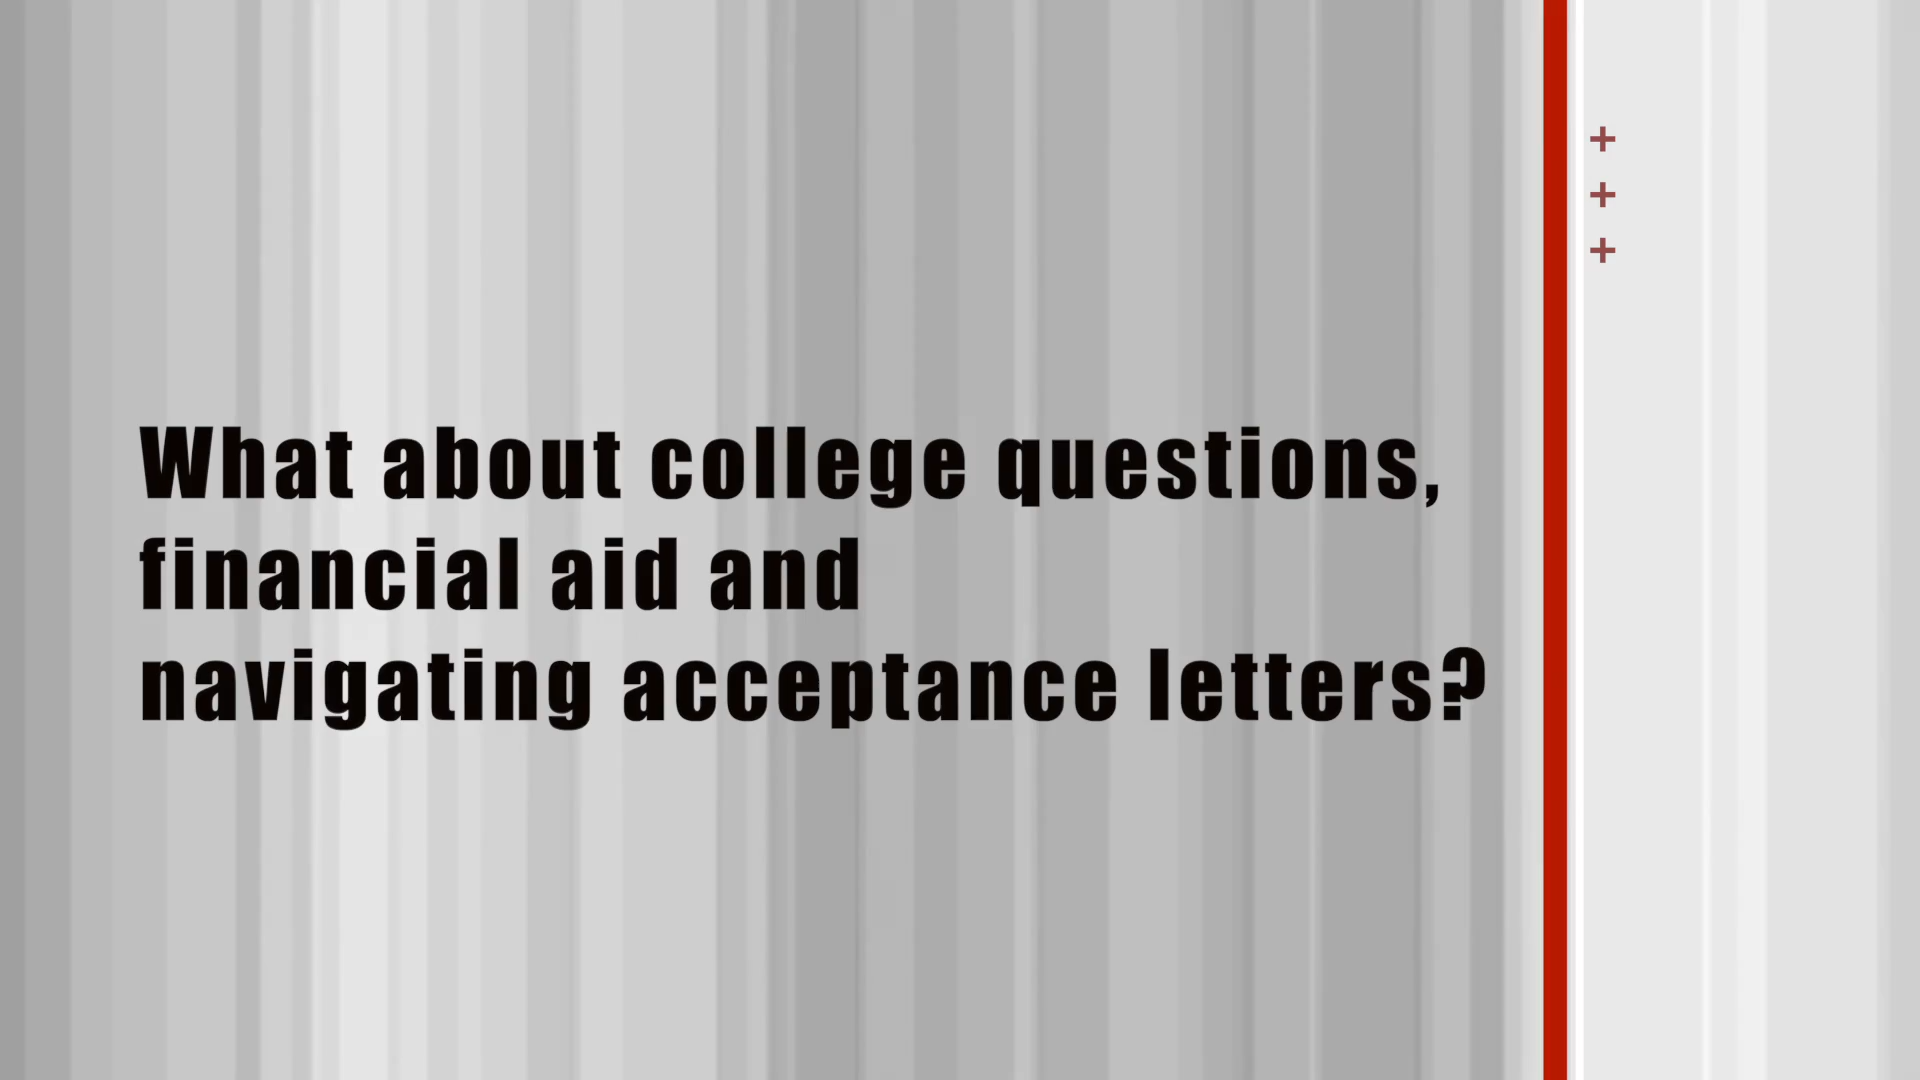 +
+
+
What about college questions,
financial aid and
navigating acceptance letters?